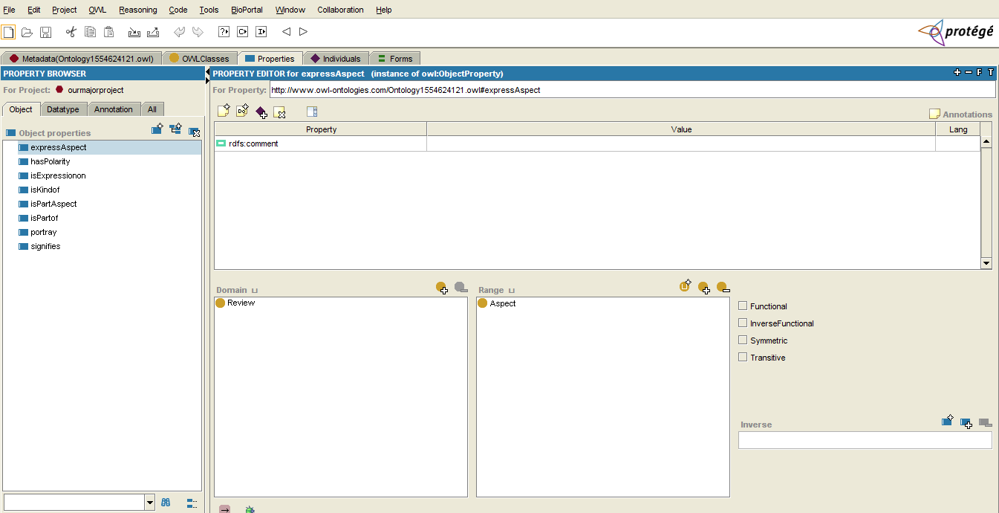 File Edit Project OWL Reasoning Code Tools BioPortal Window Collaboration Help
protégé
Metadata(Ontology1554624121.owl) OWLClasses Properties Individuals Forms
PROPERTY BROWSER
PROPERTY EDITOR for expressAspect (instance of owl:ObjectProperty)
+ − F T
For Project: ourmajorproject
For Property: http://www.owl-ontologies.com/Ontology1554624121.owl#expressAspect
Object Datatype Annotation All
Annotations
Object properties
Property Value Lang
rdfs:comment
expressAspect
hasPolarity
isExpressionon
isKindof
isPartAspect
isPartof
portray
signifies
Domain ⊔
Range ⊔
Review
Aspect
Functional
InverseFunctional
Symmetric
Transitive
Inverse